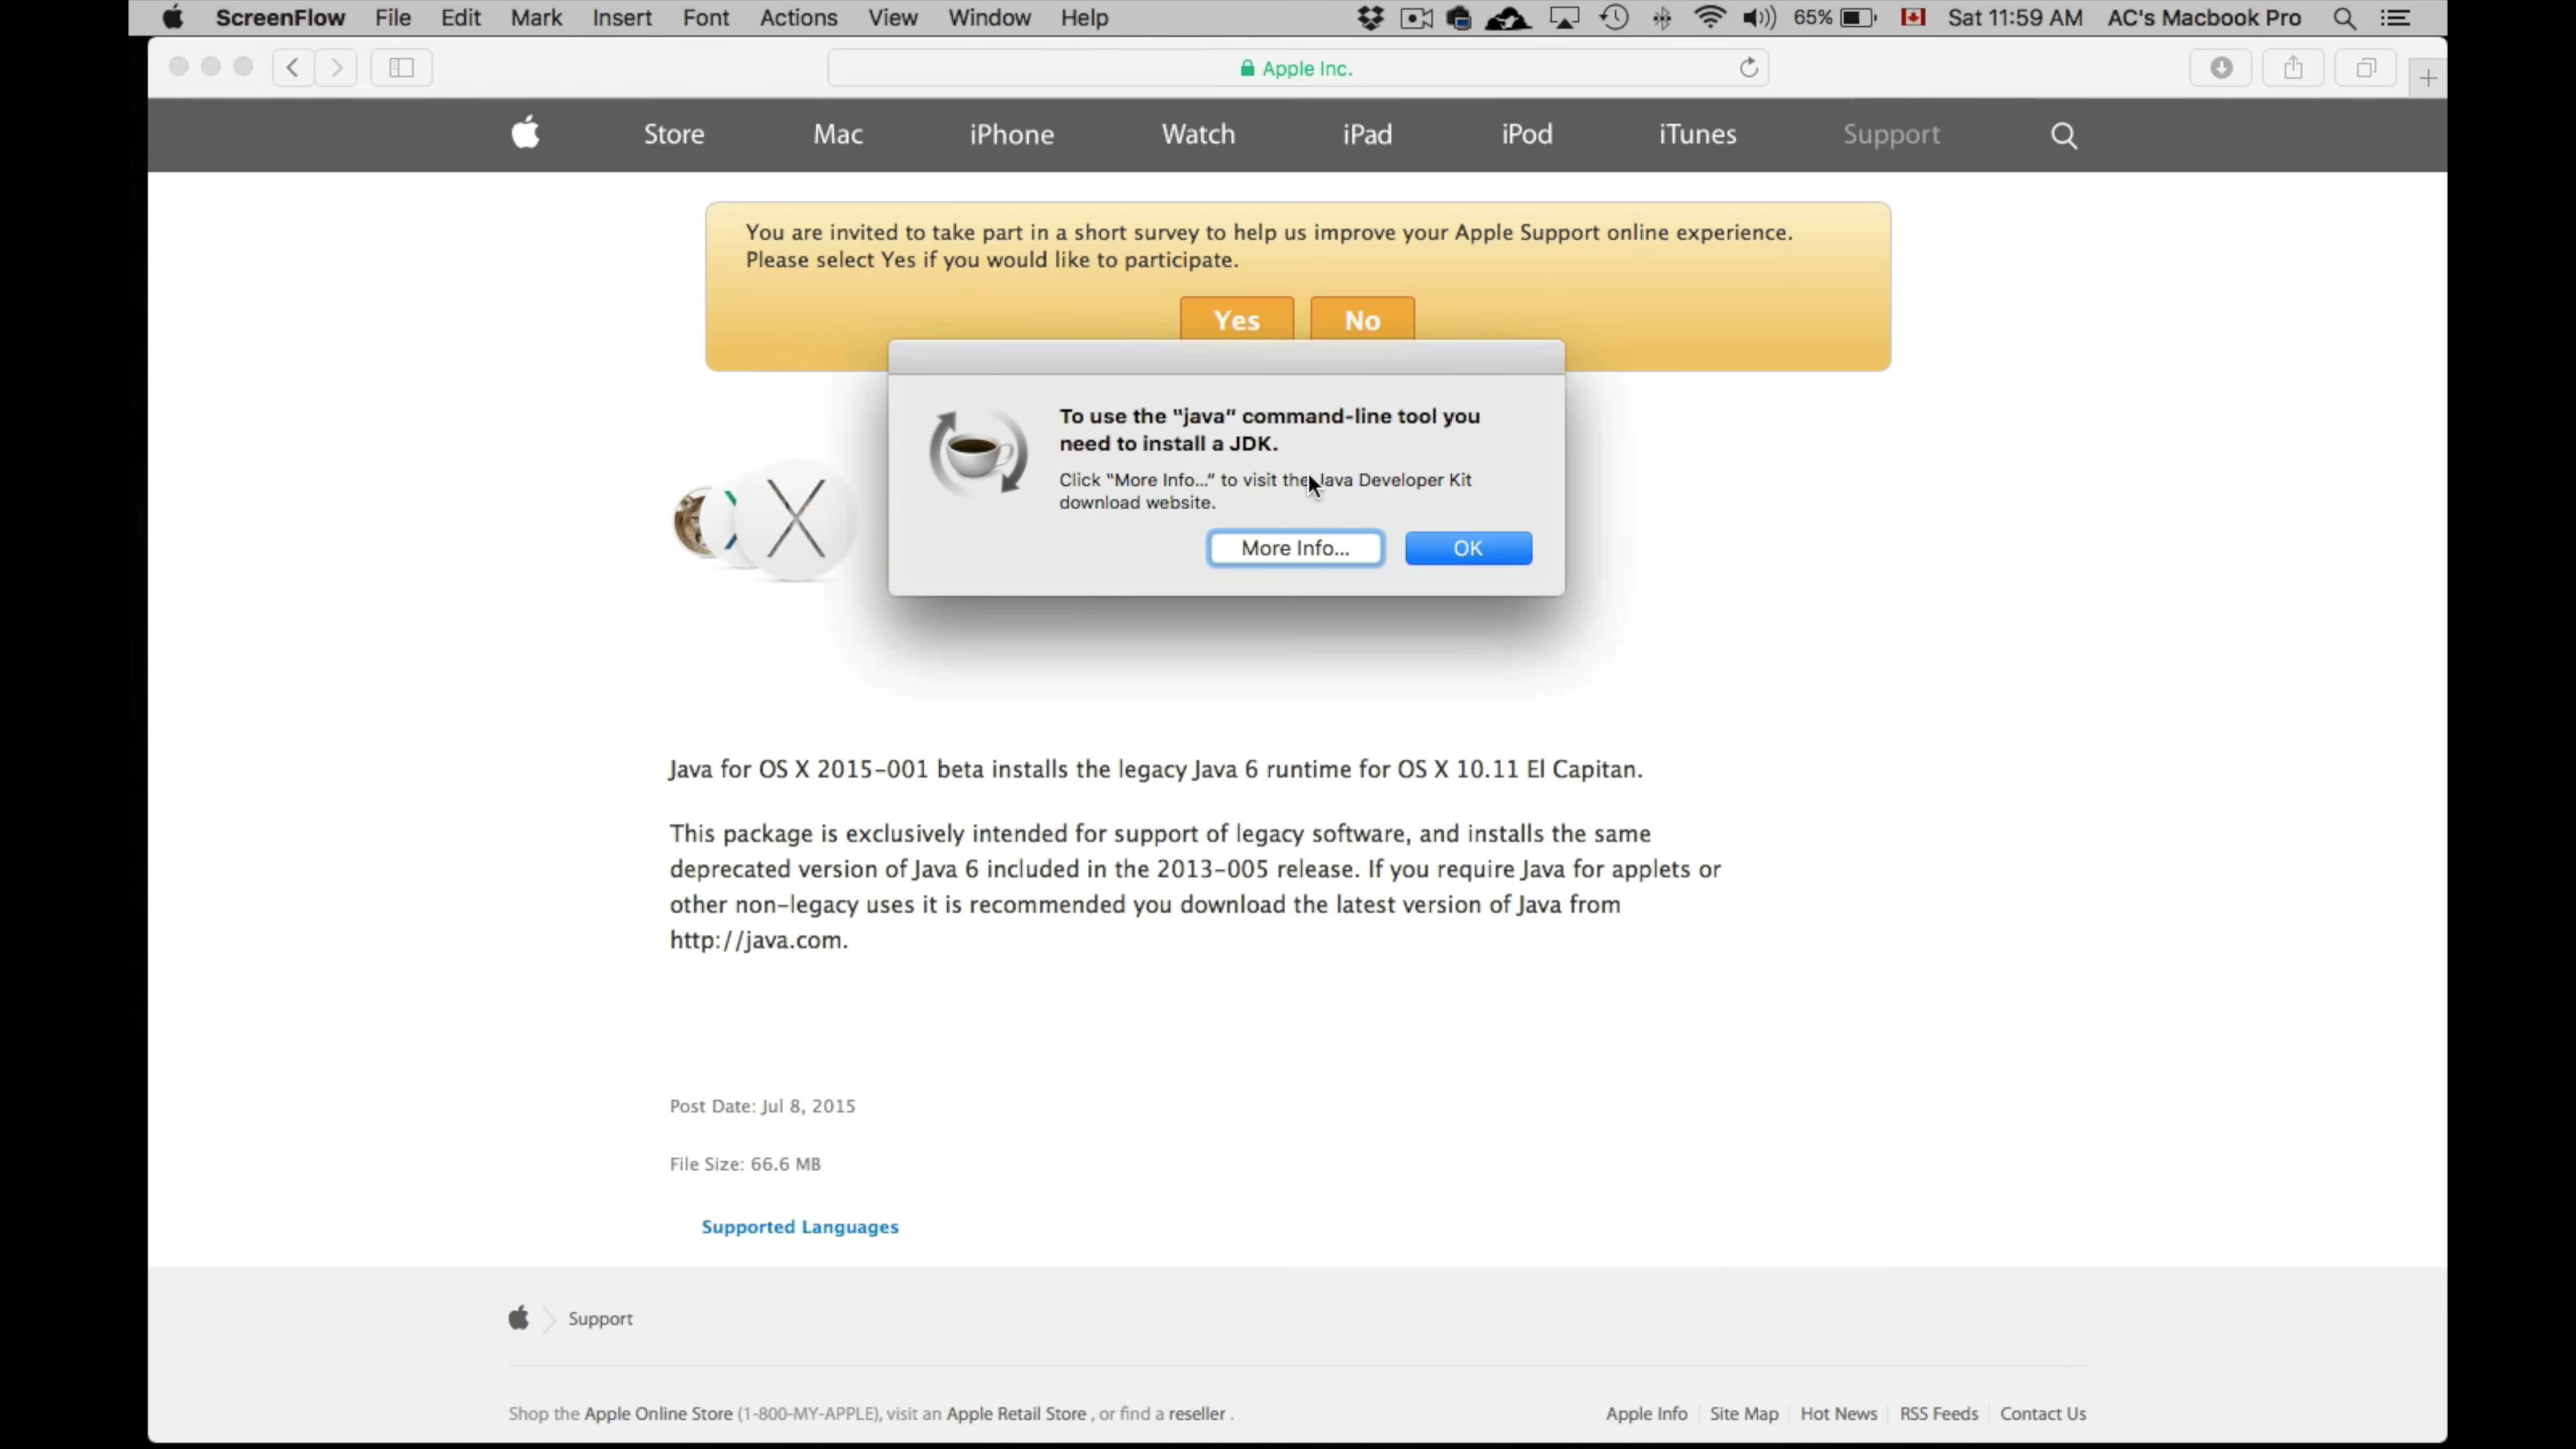 ScreenFlow File Edit Mark Insert Font Actions View Window Help 65% Sat 11:59 AM AC's Macbook Pro
Apple Inc.
Store Mac iPhone Watch iPad iPod iTunes Support
You are invited to take part in a short survey to help us improve your Apple Support online experience.
Please select Yes if you would like to participate.
Yes No
To use the "java" command-line tool you
need to install a JDK.
Click "More Info..." to visit the Java Developer Kit
download website.
More Info... OK
Java for OS X 2015-001 beta installs the legacy Java 6 runtime for OS X 10.11 El Capitan.
This package is exclusively intended for support of legacy software, and installs the same
deprecated version of Java 6 included in the 2013-005 release. If you require Java for applets or
other non-legacy uses it is recommended you download the latest version of Java from
http://java.com.
Post Date: Jul 8, 2015
File Size: 66.6 MB
Supported Languages
Support
Shop the Apple Online Store (1-800-MY-APPLE), visit an Apple Retail Store , or find a reseller .
Apple Info Site Map Hot News RSS Feeds Contact Us